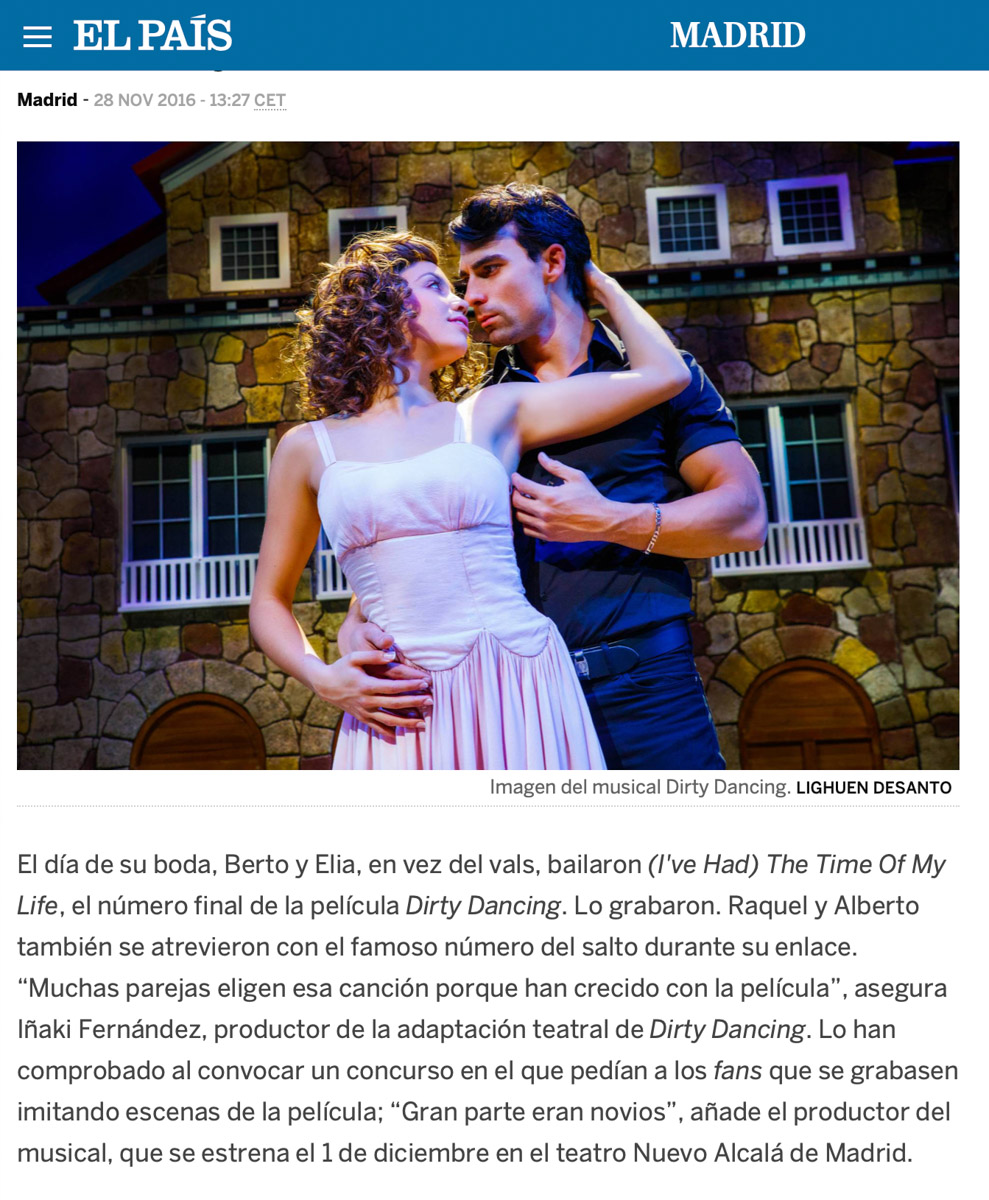 EL PAÍS
MADRID
Madrid - 28 NOV 2016 - 13:27 CET
Imagen del musical Dirty Dancing. LIGHUEN DESANTO
El día de su boda, Berto y Elia, en vez del vals, bailaron (I've Had) The Time Of My
Life, el número final de la película Dirty Dancing. Lo grabaron. Raquel y Alberto
también se atrevieron con el famoso número del salto durante su enlace.
“Muchas parejas eligen esa canción porque han crecido con la película”, asegura
Iñaki Fernández, productor de la adaptación teatral de Dirty Dancing. Lo han
comprobado al convocar un concurso en el que pedían a los fans que se grabasen
imitando escenas de la película; “Gran parte eran novios”, añade el productor del
musical, que se estrena el 1 de diciembre en el teatro Nuevo Alcalá de Madrid.